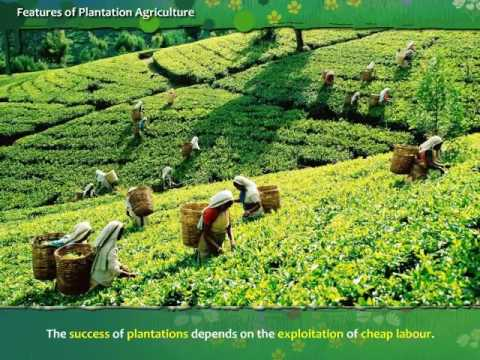 Features of Plantation Agriculture
The success of plantations depends on the exploitation of cheap labour.